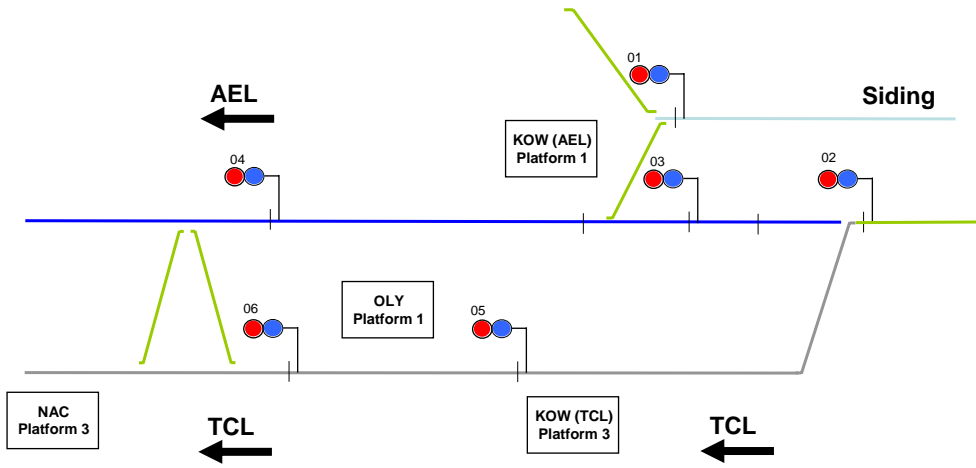 01
AEL
Siding
KOW (AEL)
Platform 1
04
03
02
OLY
Platform 1
06
05
NAC
Platform 3
TCL
KOW (TCL)
Platform 3
TCL